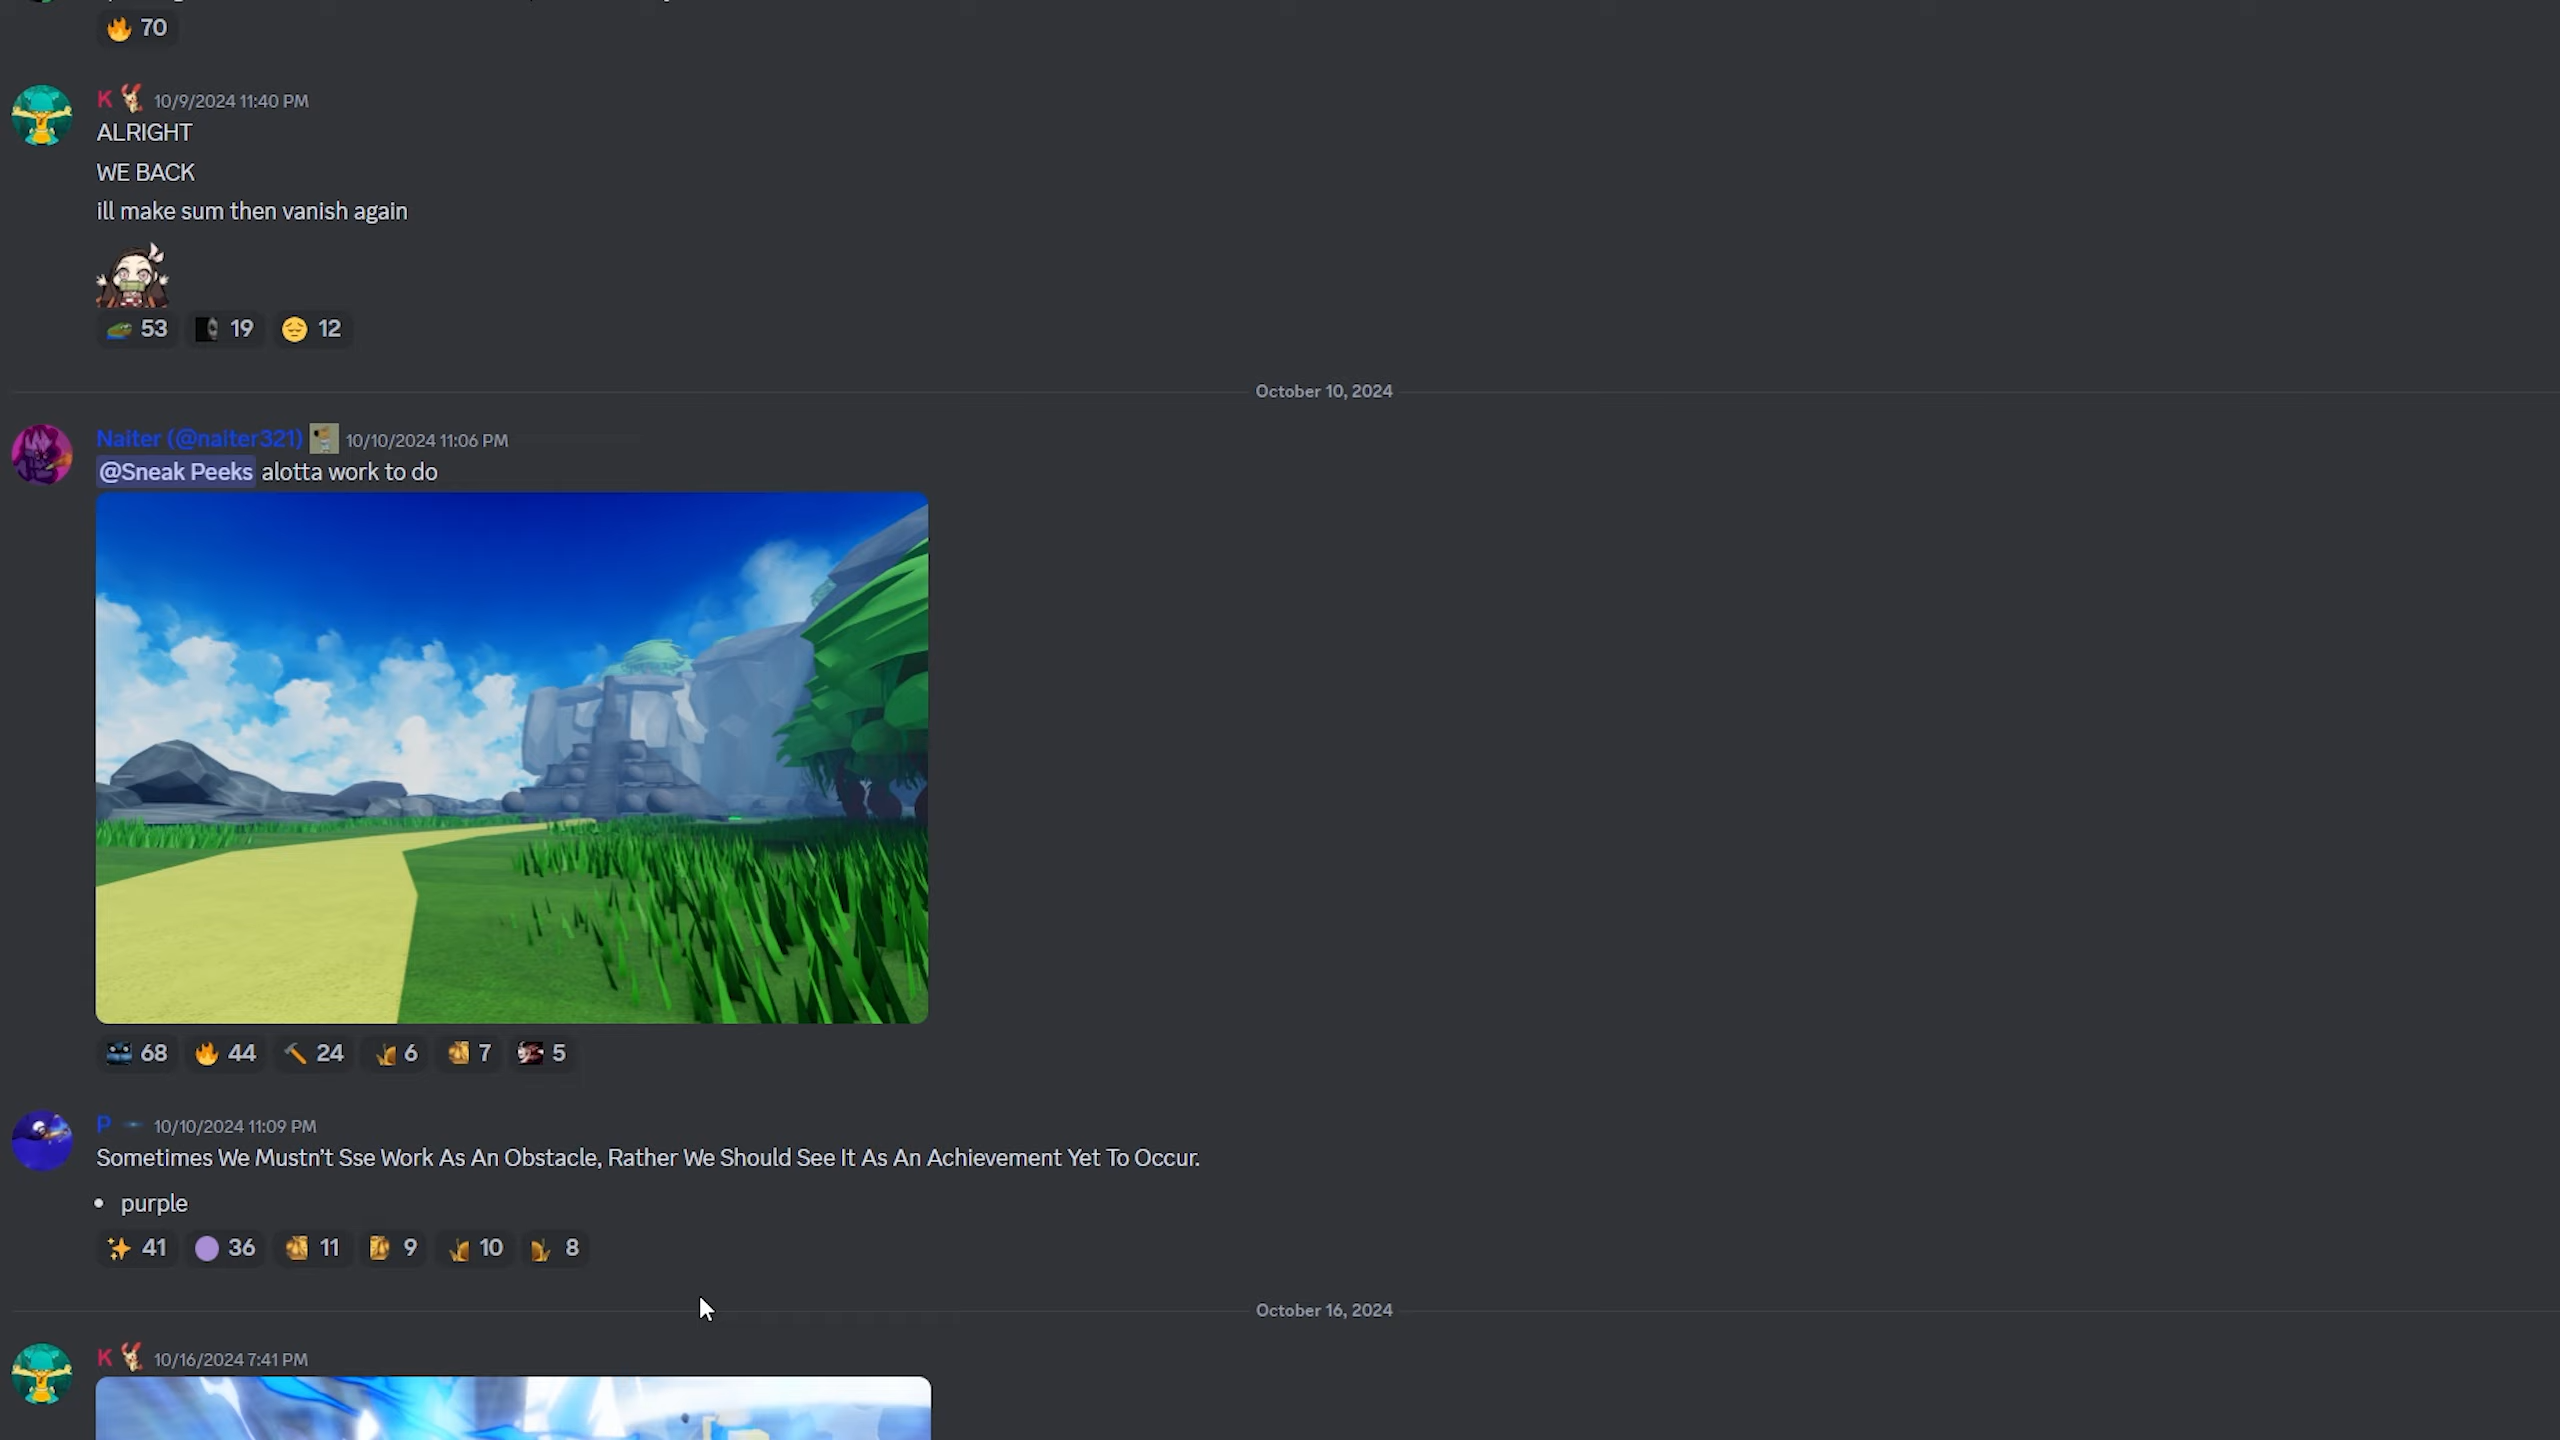 70
K 10/9/2024 11:40 PM
ALRIGHT
WE BACK
ill make sum then vanish again
53 19 12
October 10, 2024
Naiter (@naiter321) 10/10/2024 11:06 PM
@Sneak Peeks alotta work to do
68 44 24 6 7 5
P 10/10/2024 11:09 PM
Sometimes We Mustn't Sse Work As An Obstacle, Rather We Should See It As An Achievement Yet To Occur.
• purple
41 36 11 9 10 8
October 16, 2024
K 10/16/2024 7:41 PM